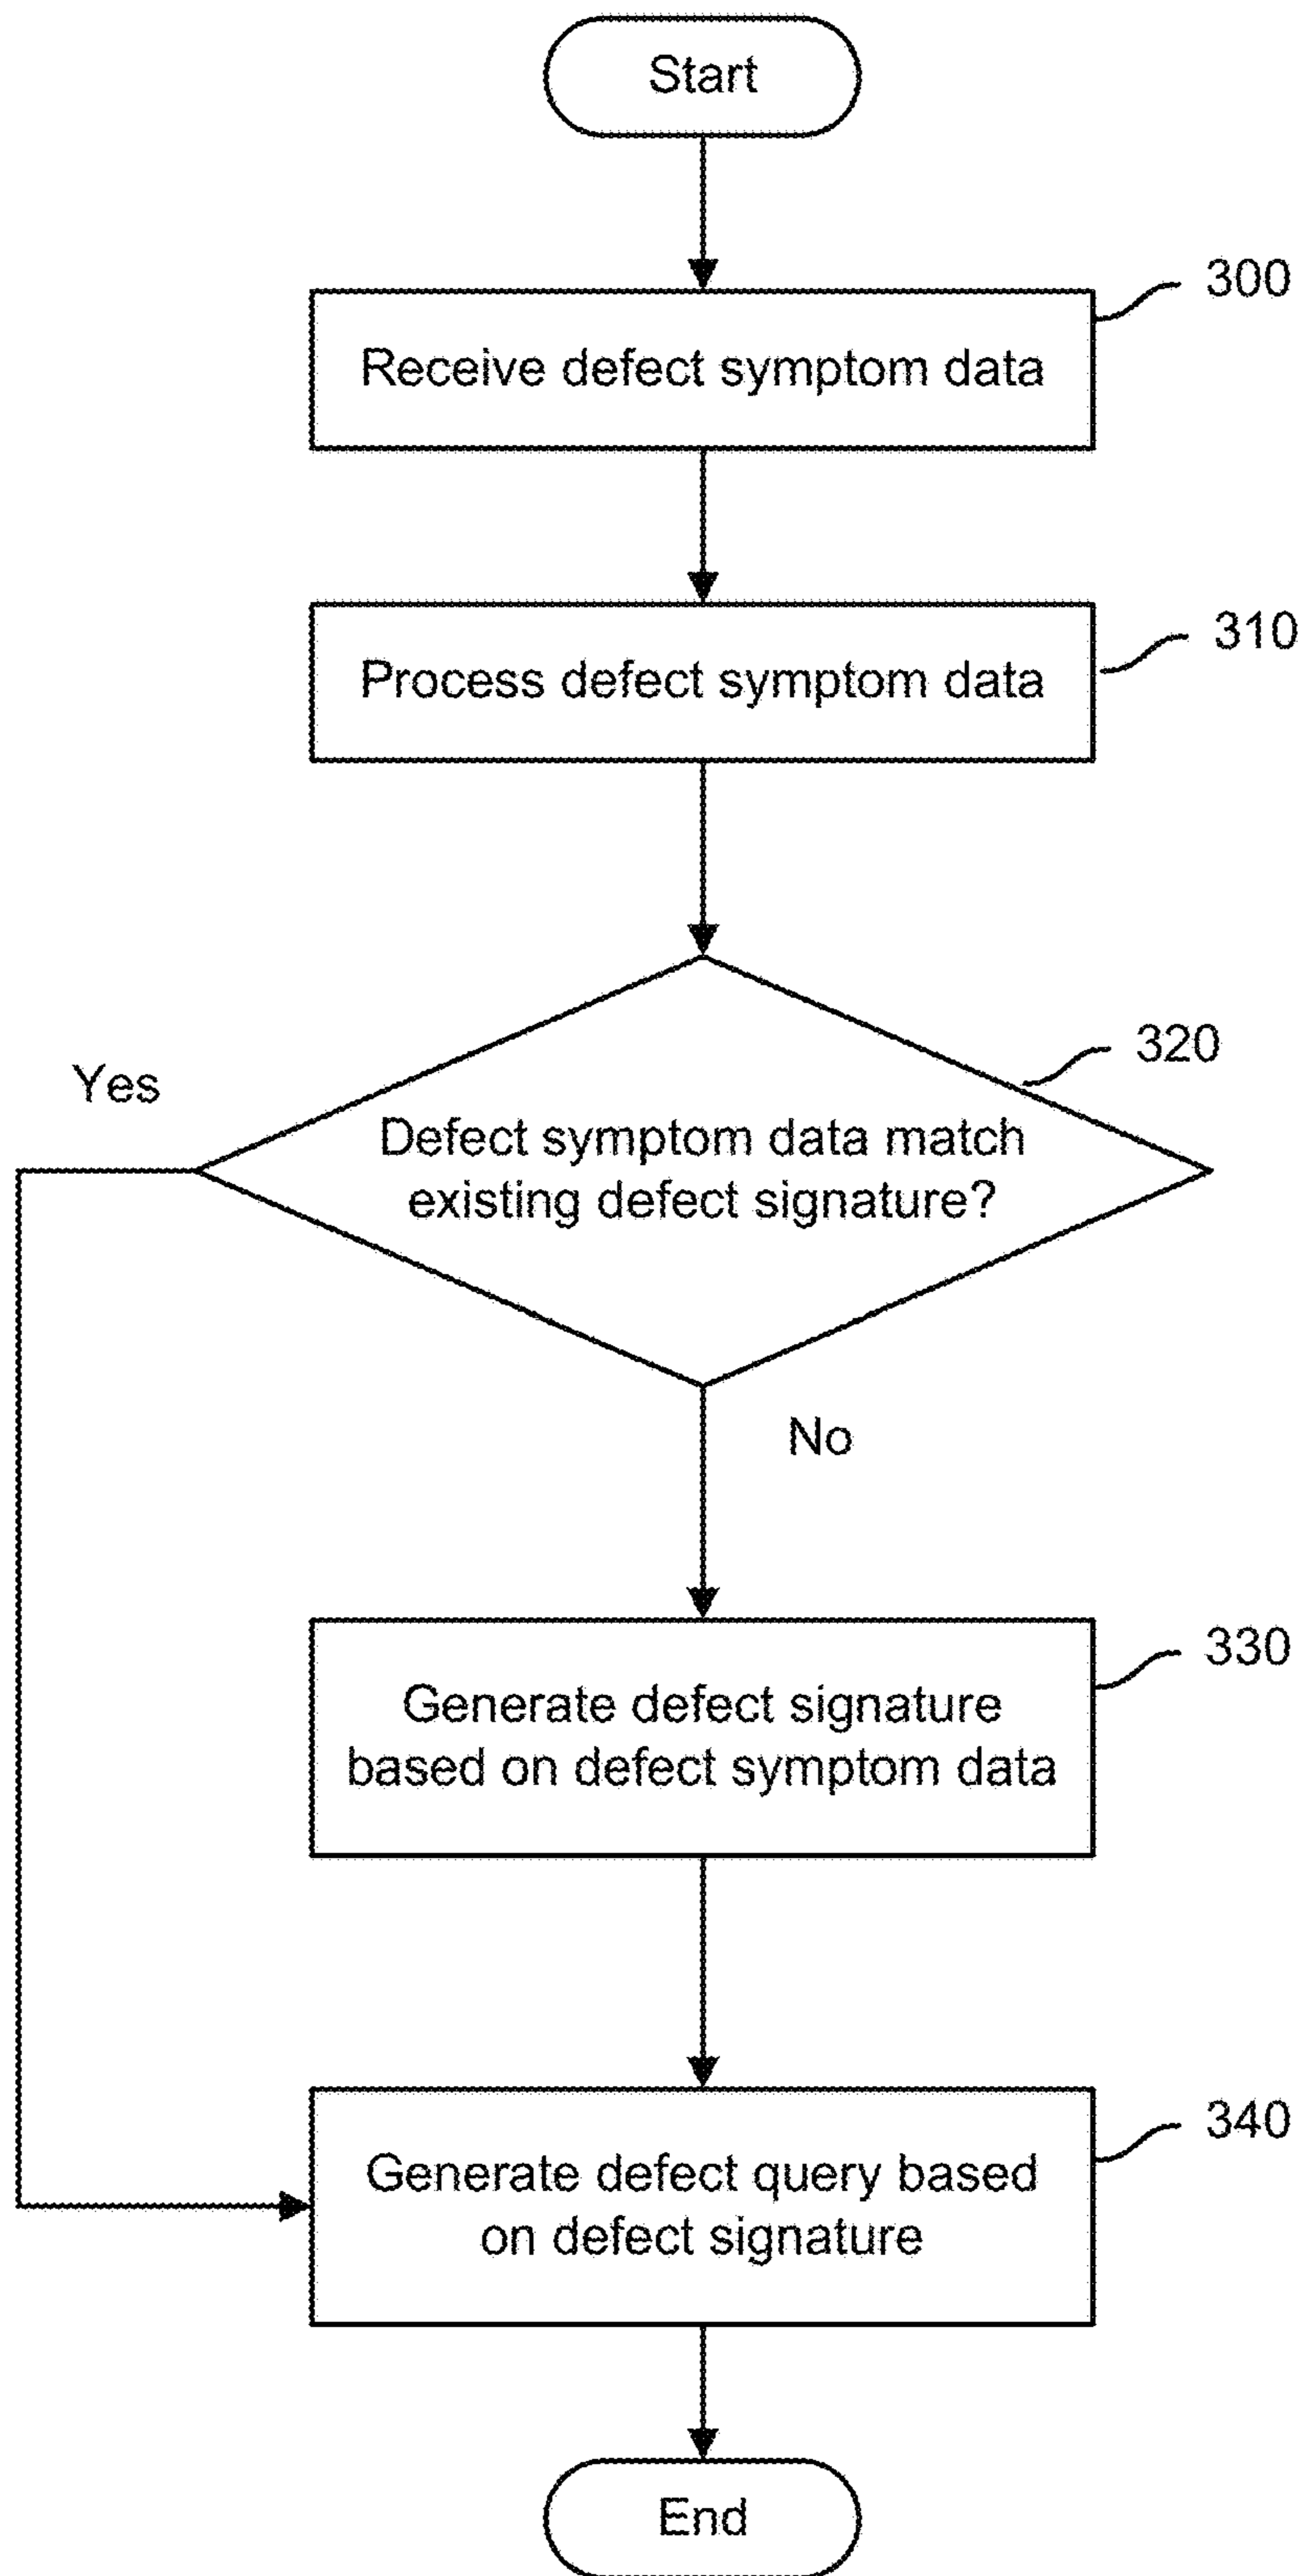 Start
300
Receive defect symptom data
310
Process defect symptom data
320
Yes
Defect symptom data match
existing defect signature?
No
330
Generate defect signature
based on defect symptom data
340
Generate defect query based
on defect signature
End